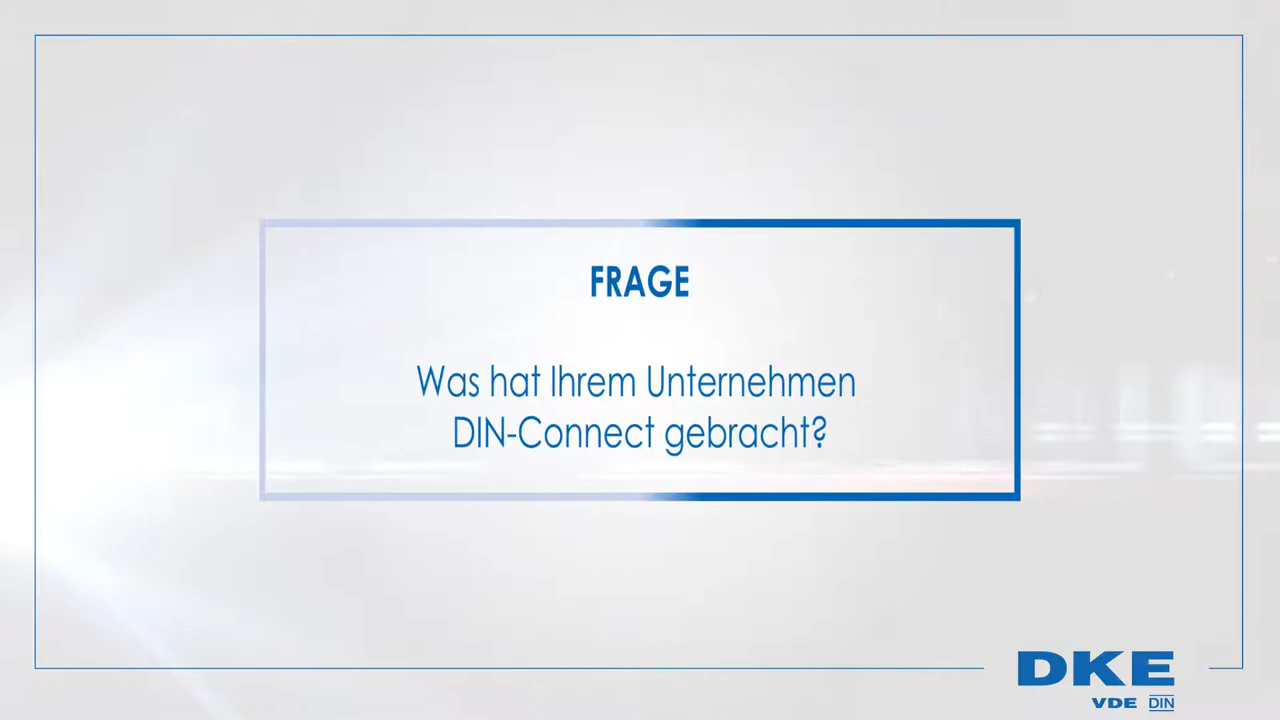 FRAGE
Was hat Ihrem Unternehmen
DIN-Connect gebracht?
DKE
VDE DIN